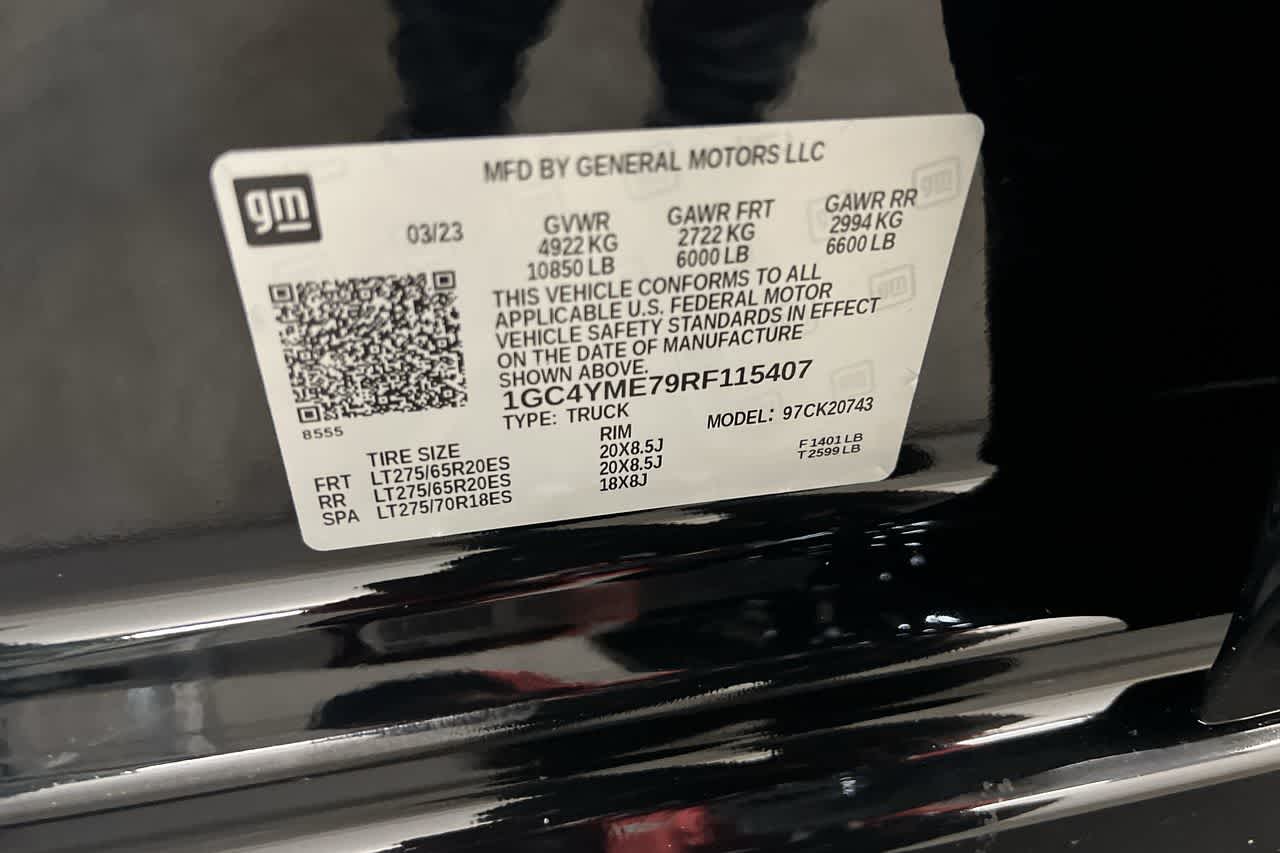 gm
MFD BY GENERAL MOTORS LLC
03/23
GVWR GAWR FRT GAWR RR
4922 KG 2722 KG 2994 KG
10850 LB 6000 LB 6600 LB
THIS VEHICLE CONFORMS TO ALL
APPLICABLE U.S. FEDERAL MOTOR
VEHICLE SAFETY STANDARDS IN EFFECT
ON THE DATE OF MANUFACTURE
SHOWN ABOVE.
1GC4YME79RF115407
TYPE: TRUCK MODEL: 97CK20743
8555
TIRE SIZE RIM
FRT LT275/65R20ES 20X8.5J
RR LT275/65R20ES 20X8.5J
SPA LT275/70R18ES 18X8J
F 1401 LB
T 2599 LB